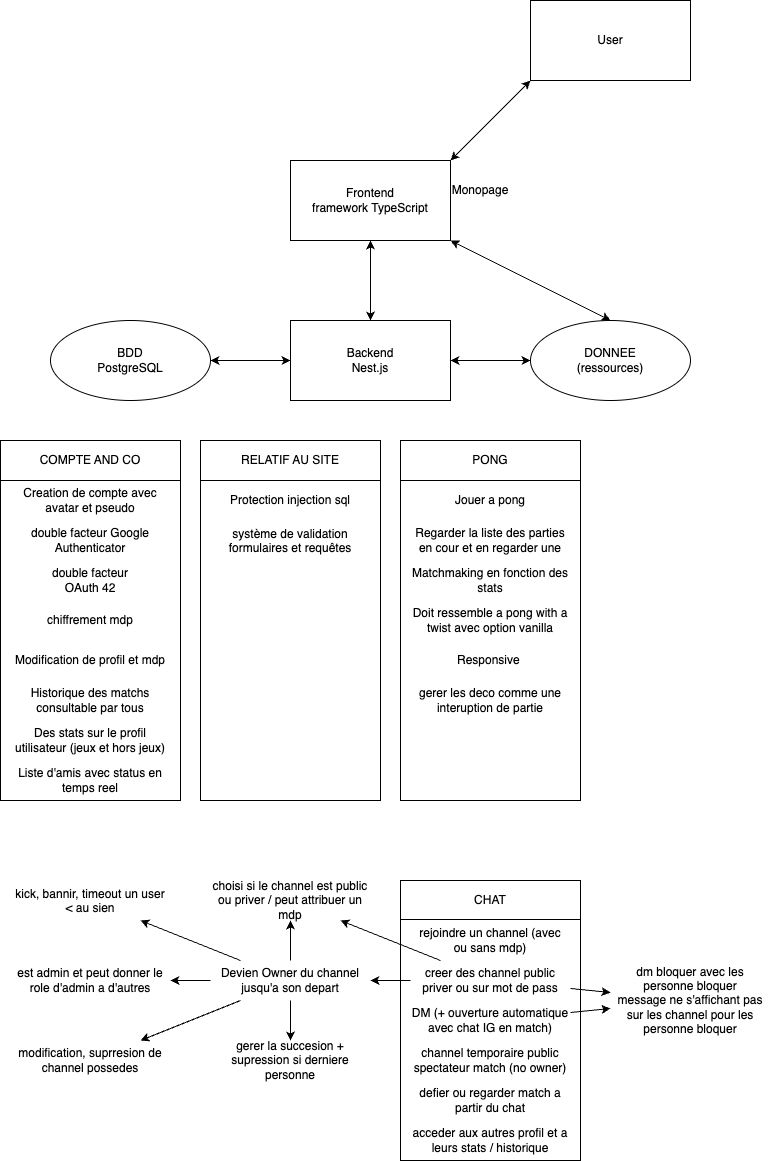 User
Frontend
framework TypeScript
Monopage
BDD
PostgreSQL
Backend
Nest.js
DONNEE
(ressources)
COMPTE AND CO
Creation de compte avec
avatar et pseudo
double facteur Google
Authenticator
double facteur
OAuth 42
chiffrement mdp
Modification de profil et mdp
Historique des matchs
consultable par tous
Des stats sur le profil
utilisateur (jeux et hors jeux)
Liste d'amis avec status en
temps reel
RELATIF AU SITE
Protection injection sql
système de validation
formulaires et requêtes
PONG
Jouer a pong
Regarder la liste des parties
en cour et en regarder une
Matchmaking en fonction des
stats
Doit ressemble a pong with a
twist avec option vanilla
Responsive
gerer les deco comme une
interuption de partie
kick, bannir, timeout un user
< au sien
choisi si le channel est public
ou priver / peut attribuer un
mdp
est admin et peut donner le
role d'admin a d'autres
Devien Owner du channel
jusqu'a son depart
modification, supprresion de
channel possedes
gerer la succesion +
supression si derniere
personne
CHAT
rejoindre un channel (avec
ou sans mdp)
creer des channel public
priver ou sur mot de pass
DM (+ ouverture automatique
avec chat IG en match)
channel temporaire public
spectateur match (no owner)
defier ou regarder match a
partir du chat
acceder aux autres profil et a
leurs stats / historique
dm bloquer avec les
personne bloquer
message ne s'affichant pas
sur les channel pour les
personne bloquer